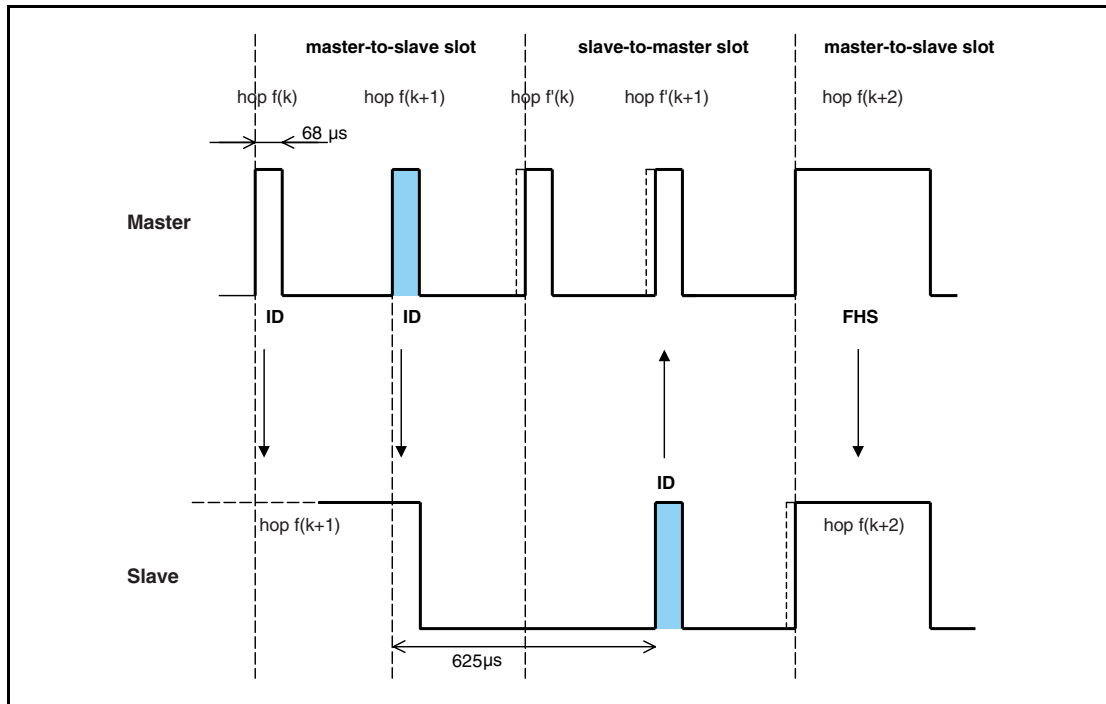 master-to-slave slot slave-to-master slot master-to-slave slot
hop f(k) hop f(k+1) hop f'(k) hop f'(k+1) hop f(k+2)
68 µs
Master
ID ID FHS
ID
hop f(k+1) hop f(k+2)
Slave
625µs